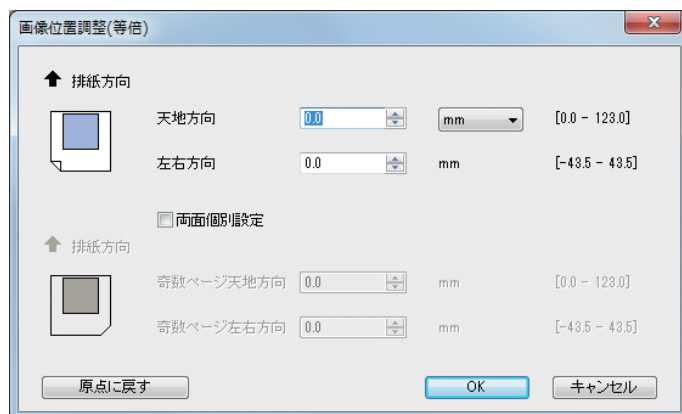 画像位置調整(等倍)
排紙方向
天地方向 0.0 mm [0.0 - 123.0]
左右方向 0.0 mm [-43.5 - 43.5]
両面個別設定
排紙方向
奇数ページ天地方向 0.0 mm [0.0 - 123.0]
奇数ページ左右方向 0.0 mm [-43.5 - 43.5]
原点に戻す OK キャンセル